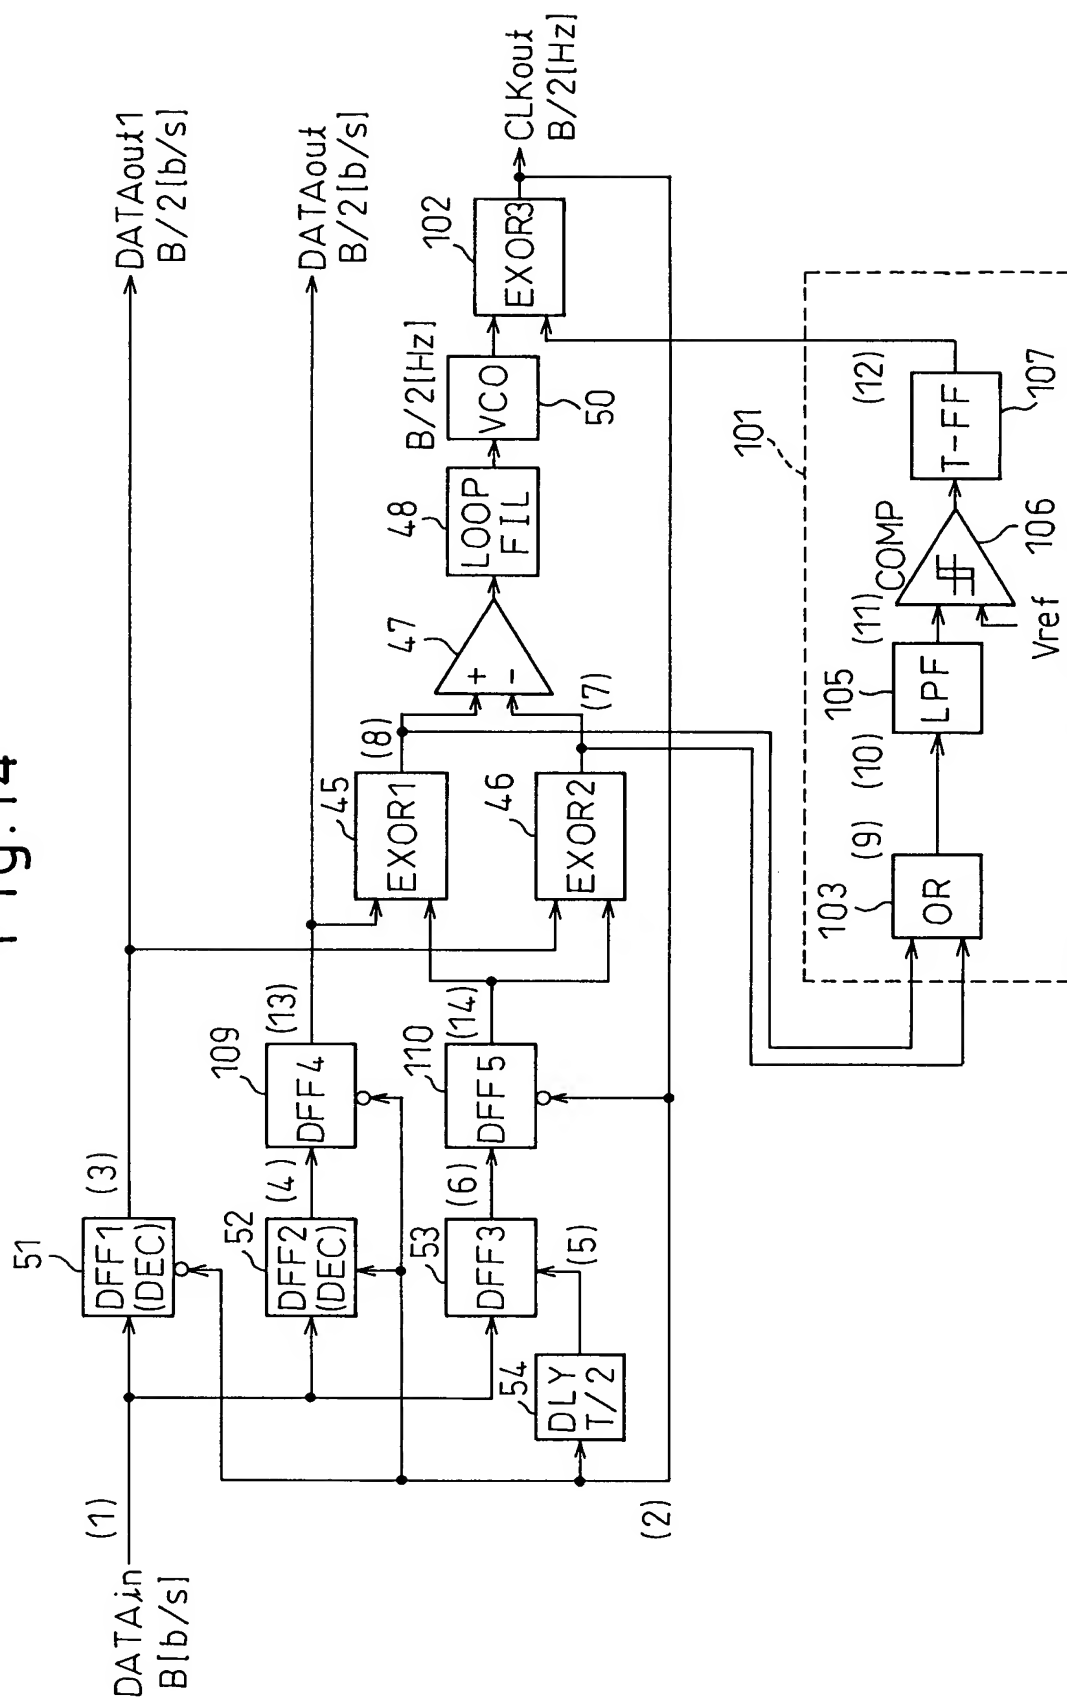 Fig.14
DATAin
B[b/s]
(1)
51
DFF1
(DEC)
(3)
DATAout1
B/2[b/s]
52
DFF2
(DEC)
(4)
109
DFF4
(13)
DATAout
B/2[b/s]
53
DFF3
(5)
(6)
110
DFF5
(14)
54
DLY
T/2
(2)
45
EXOR1
(8)
46
EXOR2
(7)
47
+
-
48
LOOP
FIL
B/2[Hz]
VCO
50
102
EXOR3
CLKout
B/2[Hz]
101
103
OR
(9)
(10)
105
LPF
(11)
COMP
Vref
106
T-FF
107
(12)